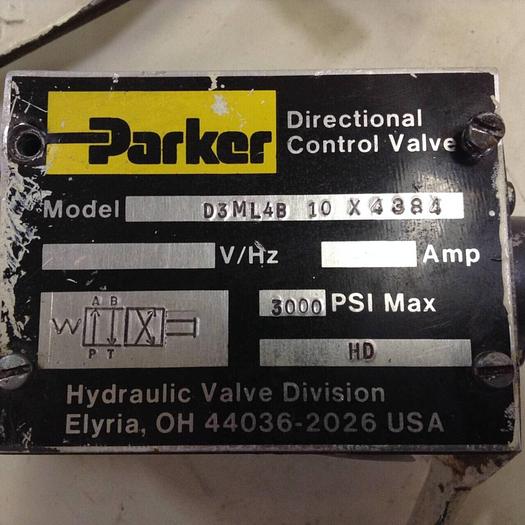 Parker
Directional
Control Valve
Model D3ML4B 10 X4384
V/Hz Amp
A B
P T
3000 PSI Max
HD
Hydraulic Valve Division
Elyria, OH 44036-2026 USA